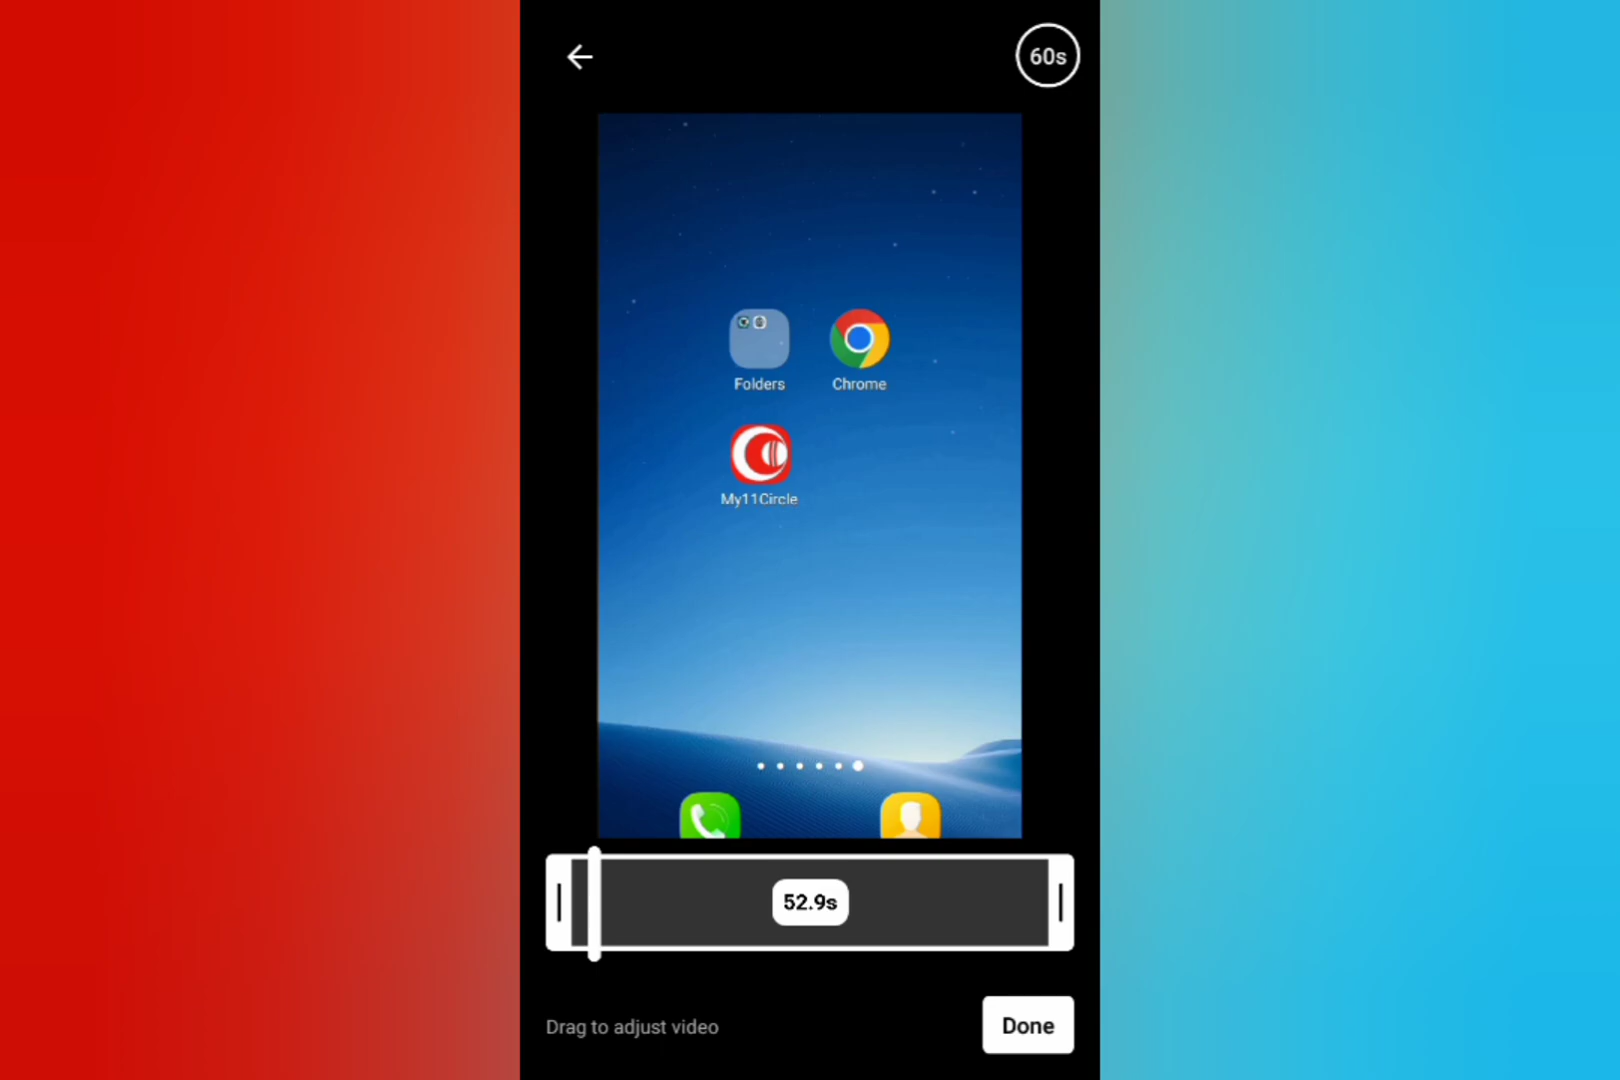 60s
Folders
Chrome
My11Circle
52.9s
Drag to adjust video
Done